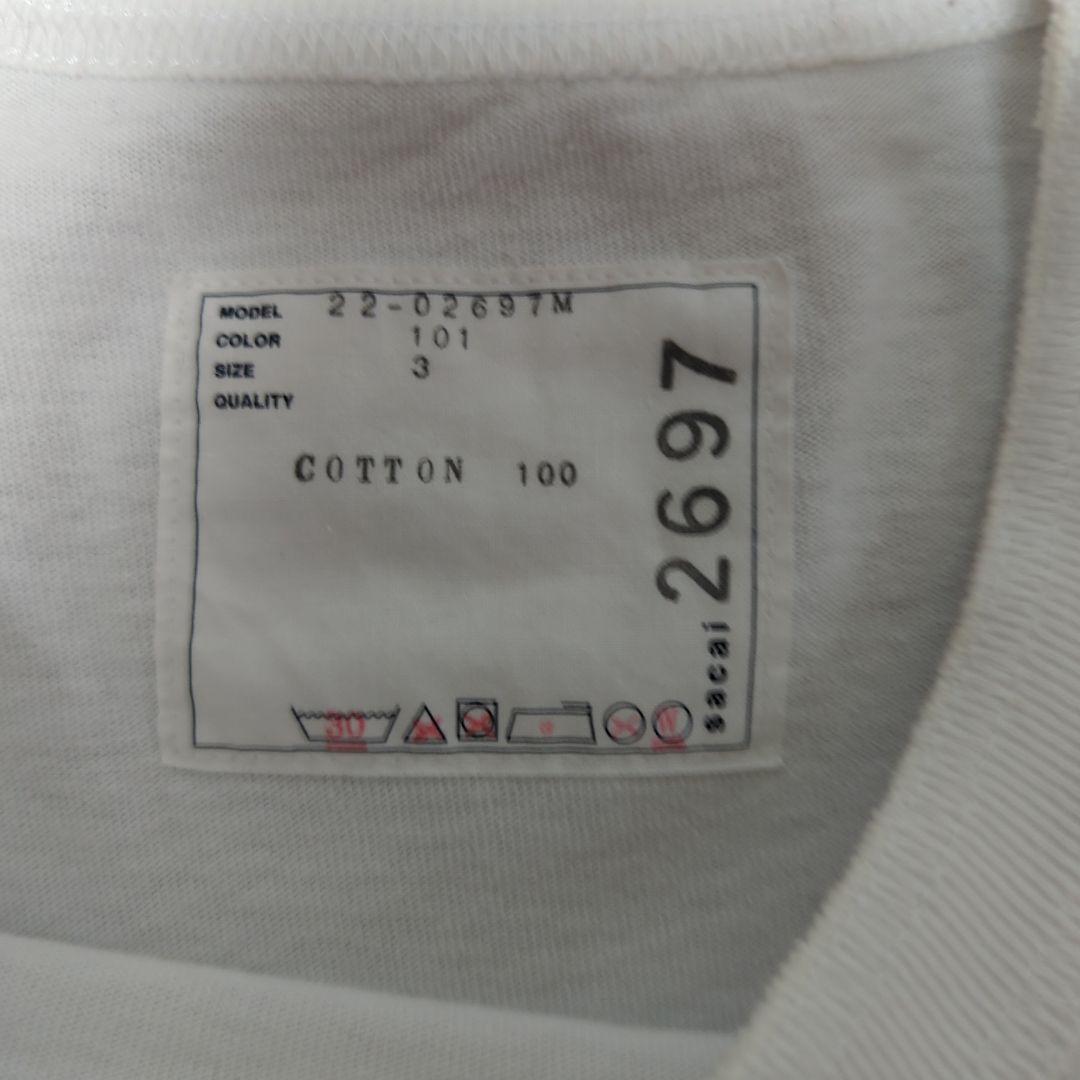 MODEL 22-02697M
COLOR 101
SIZE 3
QUALITY
COTTON 100
30 W
sacai 2697